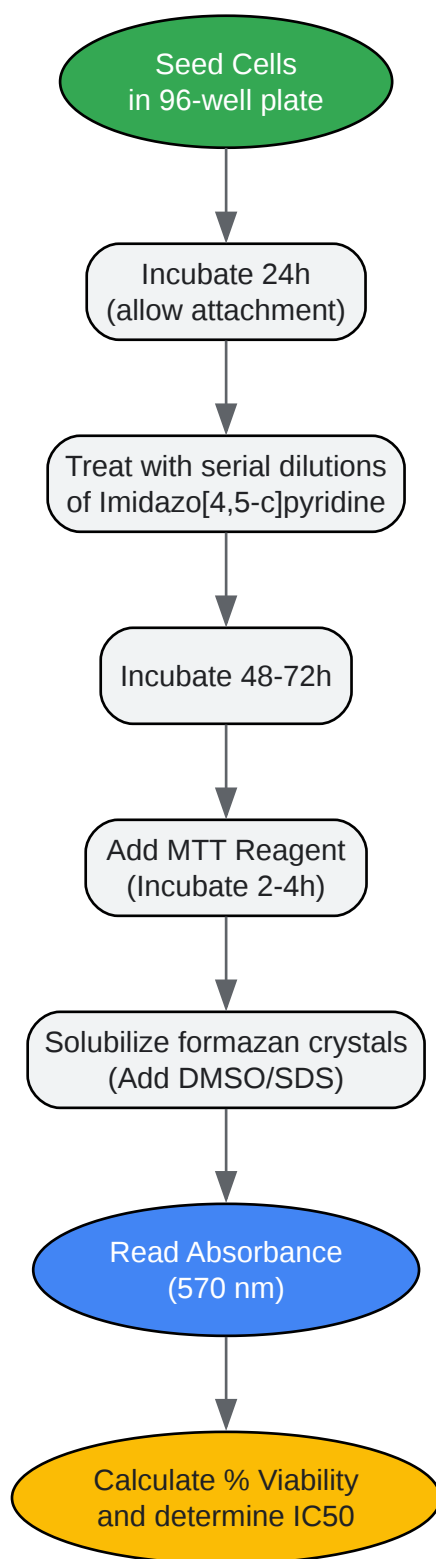 Seed Cells
in 96-well plate
Incubate 24h
(allow attachment)
Treat with serial dilutions
of Imidazo[4,5-c]pyridine
Incubate 48-72h
Add MTT Reagent
(Incubate 2-4h)
Solubilize formazan crystals
(Add DMSO/SDS)
Read Absorbance
(570 nm)
Calculate % Viability
and determine IC50